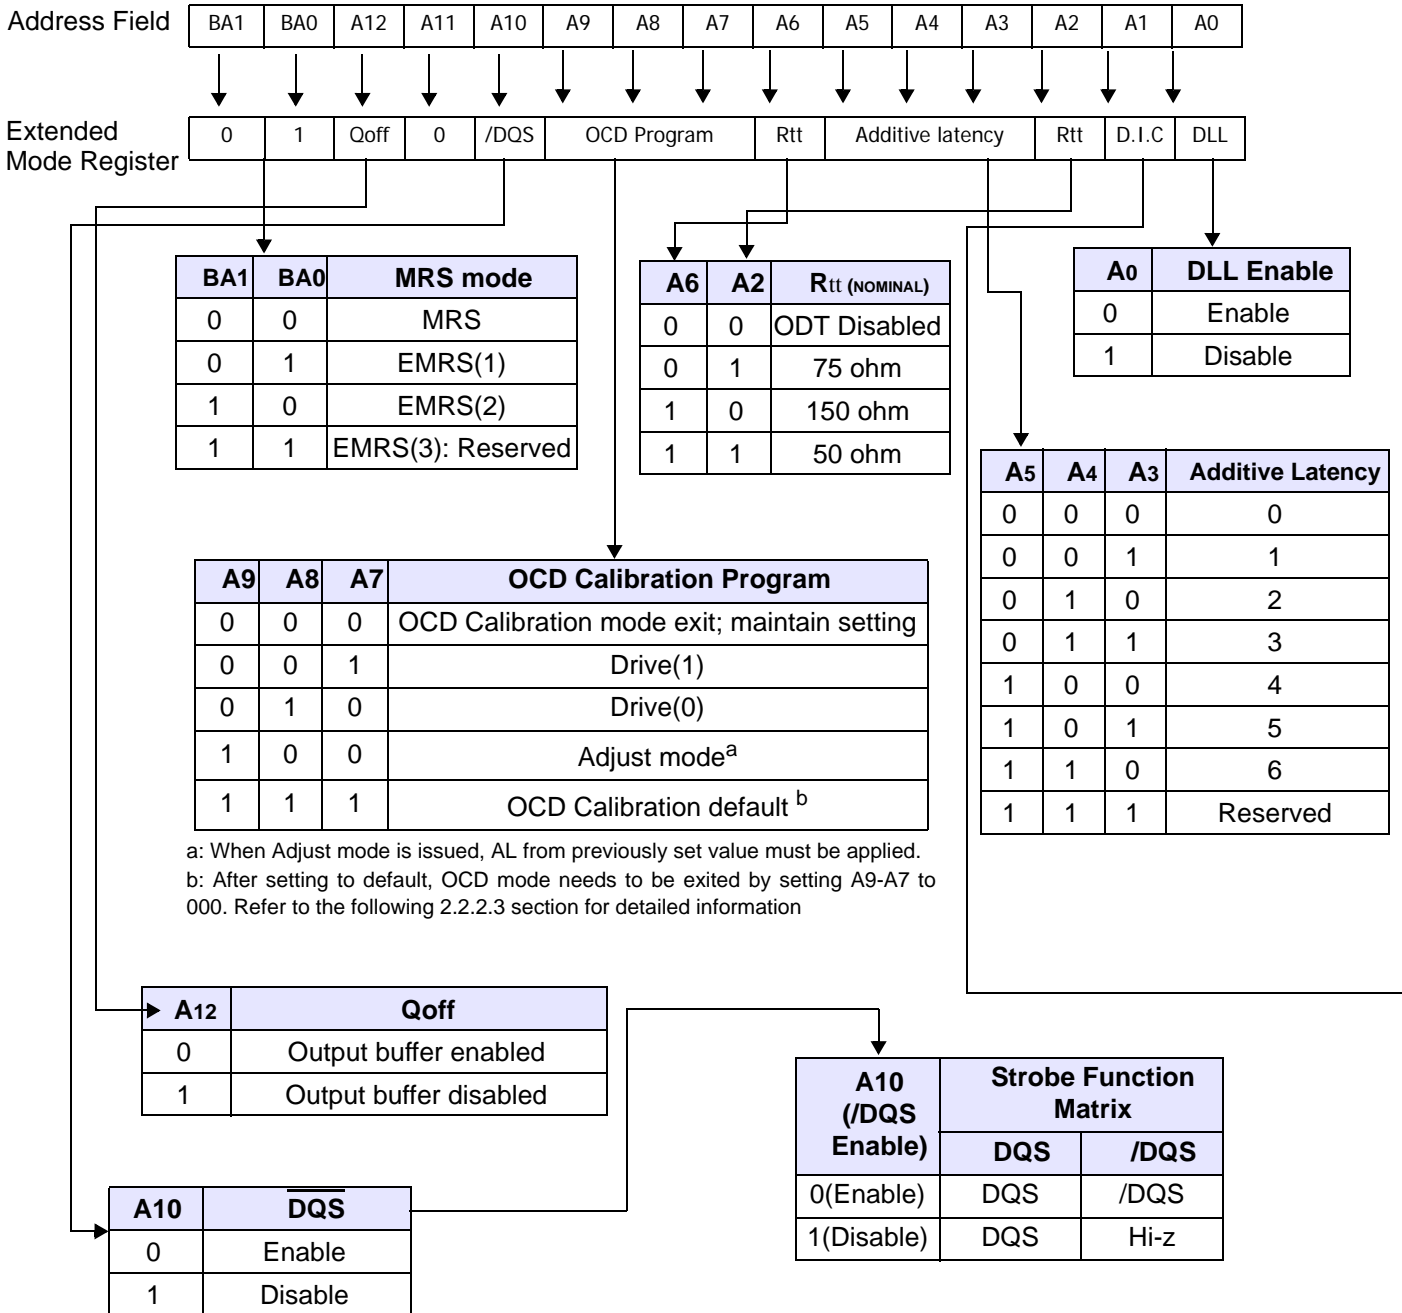 Address Field BA1 BA0 A12 A11 A10 A9 A8 A7 A6 A5 A4 A3 A2 A1 A0
Extended
Mode Register
0 1 Qoff 0 /DQS OCD Program Rtt Additive latency Rtt D.I.C DLL
BA1 BA0 MRS mode
0 0 MRS
0 1 EMRS(1)
1 0 EMRS(2)
1 1 EMRS(3): Reserved
A6 A2 Rtt (NOMINAL)
0 0 ODT Disabled
0 1 75 ohm
1 0 150 ohm
1 1 50 ohm
A0 DLL Enable
0 Enable
1 Disable
A5 A4 A3 Additive Latency
0 0 0 0
0 0 1 1
0 1 0 2
0 1 1 3
1 0 0 4
1 0 1 5
1 1 0 6
1 1 1 Reserved
A9 A8 A7 OCD Calibration Program
0 0 0 OCD Calibration mode exit; maintain setting
0 0 1 Drive(1)
0 1 0 Drive(0)
1 0 0 Adjust mode a
1 1 1 OCD Calibration default b
a: When Adjust mode is issued, AL from previously set value must be applied.
b: After setting to default, OCD mode needs to be exited by setting A9-A7 to
000. Refer to the following 2.2.2.3 section for detailed information
A12 Qoff
0 Output buffer enabled
1 Output buffer disabled
A10 DQS
0 Enable
1 Disable
A10
(/DQS
Enable)
Strobe Function
Matrix
DQS /DQS
0(Enable) DQS /DQS
1(Disable) DQS Hi-z